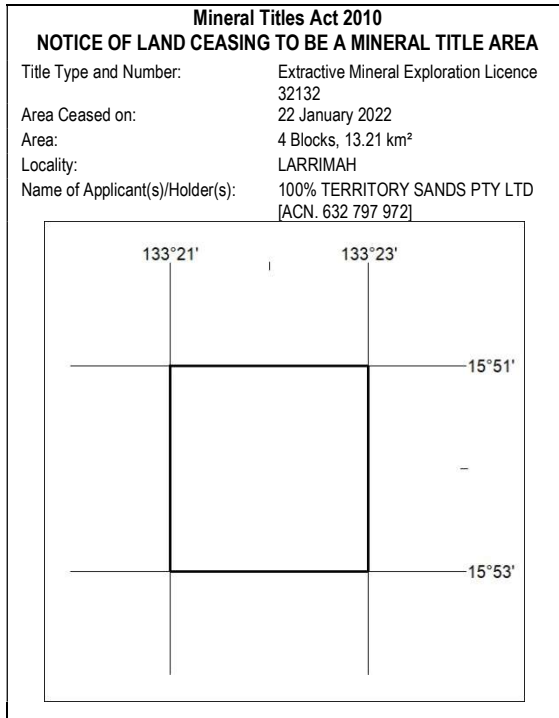 Mineral Titles Act 2010
NOTICE OF LAND CEASING TO BE A MINERAL TITLE AREA
Title Type and Number: Extractive Mineral Exploration Licence
32132
Area Ceased on: 22 January 2022
Area: 4 Blocks, 13.21 km²
Locality: LARRIMAH
Name of Applicant(s)/Holder(s): 100% TERRITORY SANDS PTY LTD
[ACN. 632 797 972]
133°21' 133°23'
15°51'
15°53'